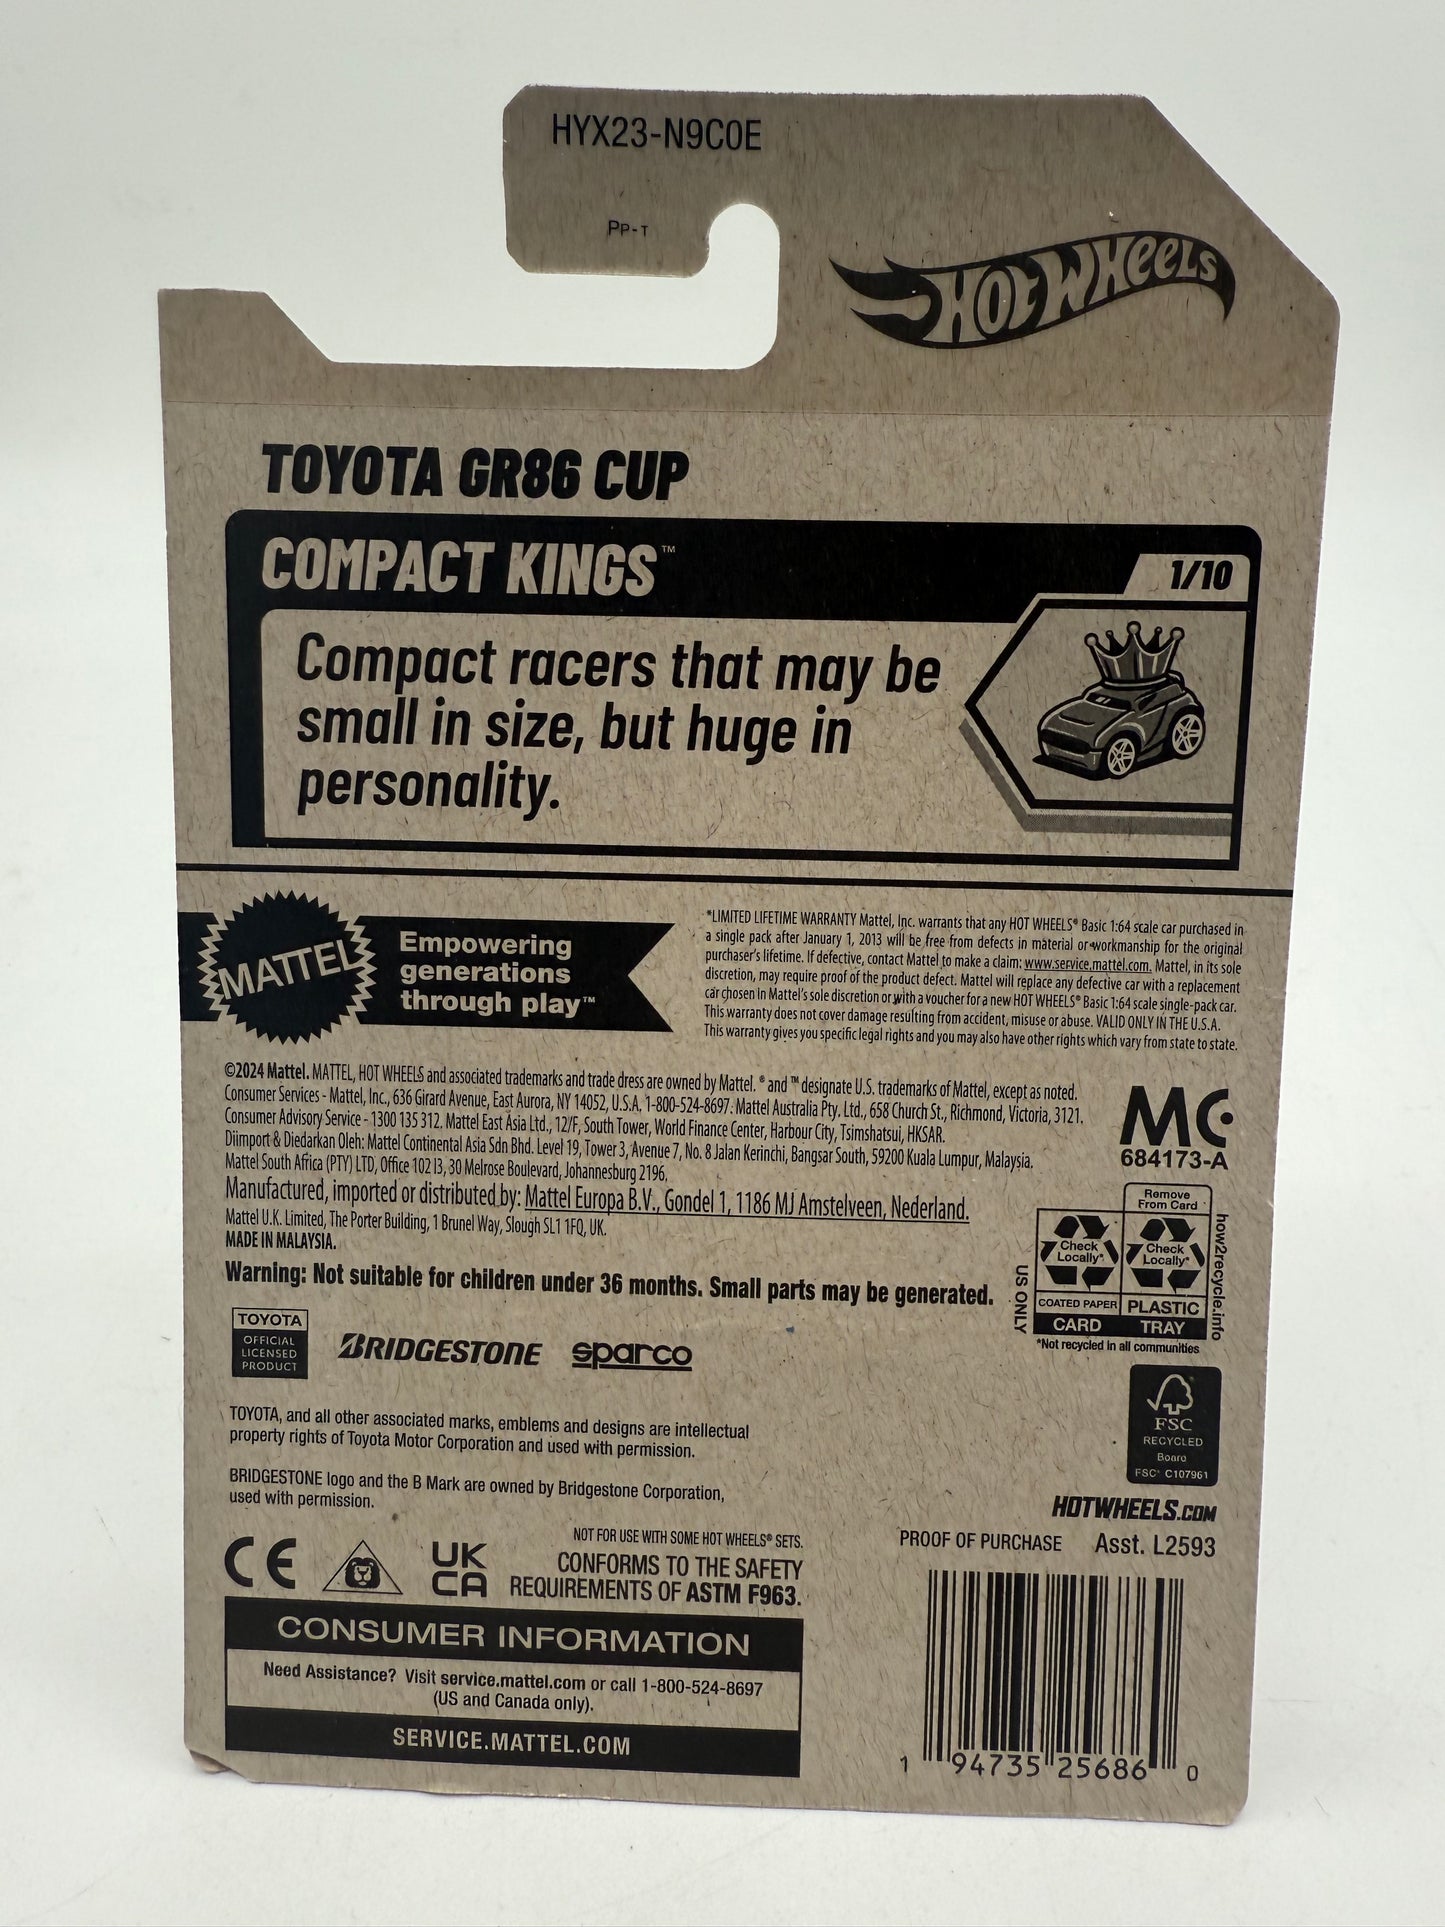 HYX23-N9C0E
PP-T
HOT WHEELS
TOYOTA GR86 CUP
COMPACT KINGS™
1/10
Compact racers that may be
small in size, but huge in
personality.
MATTEL
Empowering
generations
through play™
*LIMITED LIFETIME WARRANTY Mattel, Inc. warrants that any HOT WHEELS® Basic 1:64 scale car purchased in
a single pack after January 1, 2013 will be free from defects in material or workmanship for the original
purchaser's lifetime. If defective, contact Mattel to make a claim: www.service.mattel.com. Mattel, in its sole
discretion, may require proof of the product defect. Mattel will replace any defective car with a replacement
car chosen in Mattel's sole discretion or with a voucher for a new HOT WHEELS® Basic 1:64 scale single-pack car.
This warranty does not cover damage resulting from accident, misuse or abuse. VALID ONLY IN THE U.S.A.
This warranty gives you specific legal rights and you may also have other rights which vary from state to state.
©2024 Mattel. MATTEL, HOT WHEELS and associated trademarks and trade dress are owned by Mattel. ® and ™ designate U.S. trademarks of Mattel, except as noted.
Consumer Services - Mattel, Inc., 636 Girard Avenue, East Aurora, NY 14052, U.S.A. 1-800-524-8697. Mattel Australia Pty. Ltd., 658 Church St., Richmond, Victoria, 3121.
Consumer Advisory Service - 1300 135 312. Mattel East Asia Ltd., 12/F, South Tower, World Finance Center, Harbour City, Tsimshatsui, HKSAR.
Diimport & Diedarkan Oleh: Mattel Continental Asia Sdn Bhd. Level 19, Tower 3, Avenue 7, No. 8 Jalan Kerinchi, Bangsar South, 59200 Kuala Lumpur, Malaysia.
Mattel South Africa (PTY) LTD, Office 102 I3, 30 Melrose Boulevard, Johannesburg 2196.
Manufactured, imported or distributed by: Mattel Europa B.V., Gondel 1, 1186 MJ Amstelveen, Nederland.
Mattel U.K. Limited, The Porter Building, 1 Brunel Way, Slough SL1 1FQ, UK.
MADE IN MALAYSIA.
MC
684173-A
Warning: Not suitable for children under 36 months. Small parts may be generated.
Remove
From Card
Check
Locally*
Check
Locally*
COATED PAPER
PLASTIC
CARD
TRAY
US ONLY
how2recycle.info
*Not recycled in all communities
TOYOTA
OFFICIAL
LICENSED
PRODUCT
BRIDGESTONE
sparco
FSC
RECYCLED
Board
FSC® C107961
TOYOTA, and all other associated marks, emblems and designs are intellectual
property rights of Toyota Motor Corporation and used with permission.
BRIDGESTONE logo and the B Mark are owned by Bridgestone Corporation,
used with permission.
HOTWHEELS.COM
PROOF OF PURCHASE
Asst. L2593
CE
UK
CA
NOT FOR USE WITH SOME HOT WHEELS® SETS.
CONFORMS TO THE SAFETY
REQUIREMENTS OF ASTM F963.
CONSUMER INFORMATION
Need Assistance? Visit service.mattel.com or call 1-800-524-8697
(US and Canada only).
SERVICE.MATTEL.COM
1 94735 25686 0